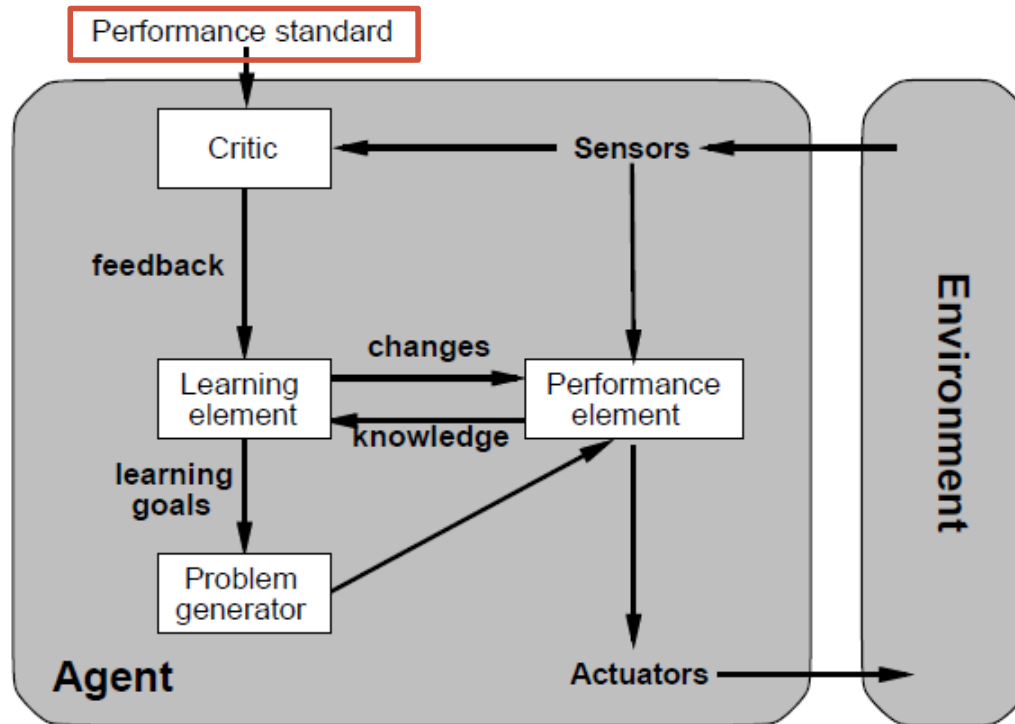 Performance standard
Critic
Sensors
feedback
changes
Learning
element
Performance
element
knowledge
learning
goals
Problem
generator
Agent
Actuators
Environment